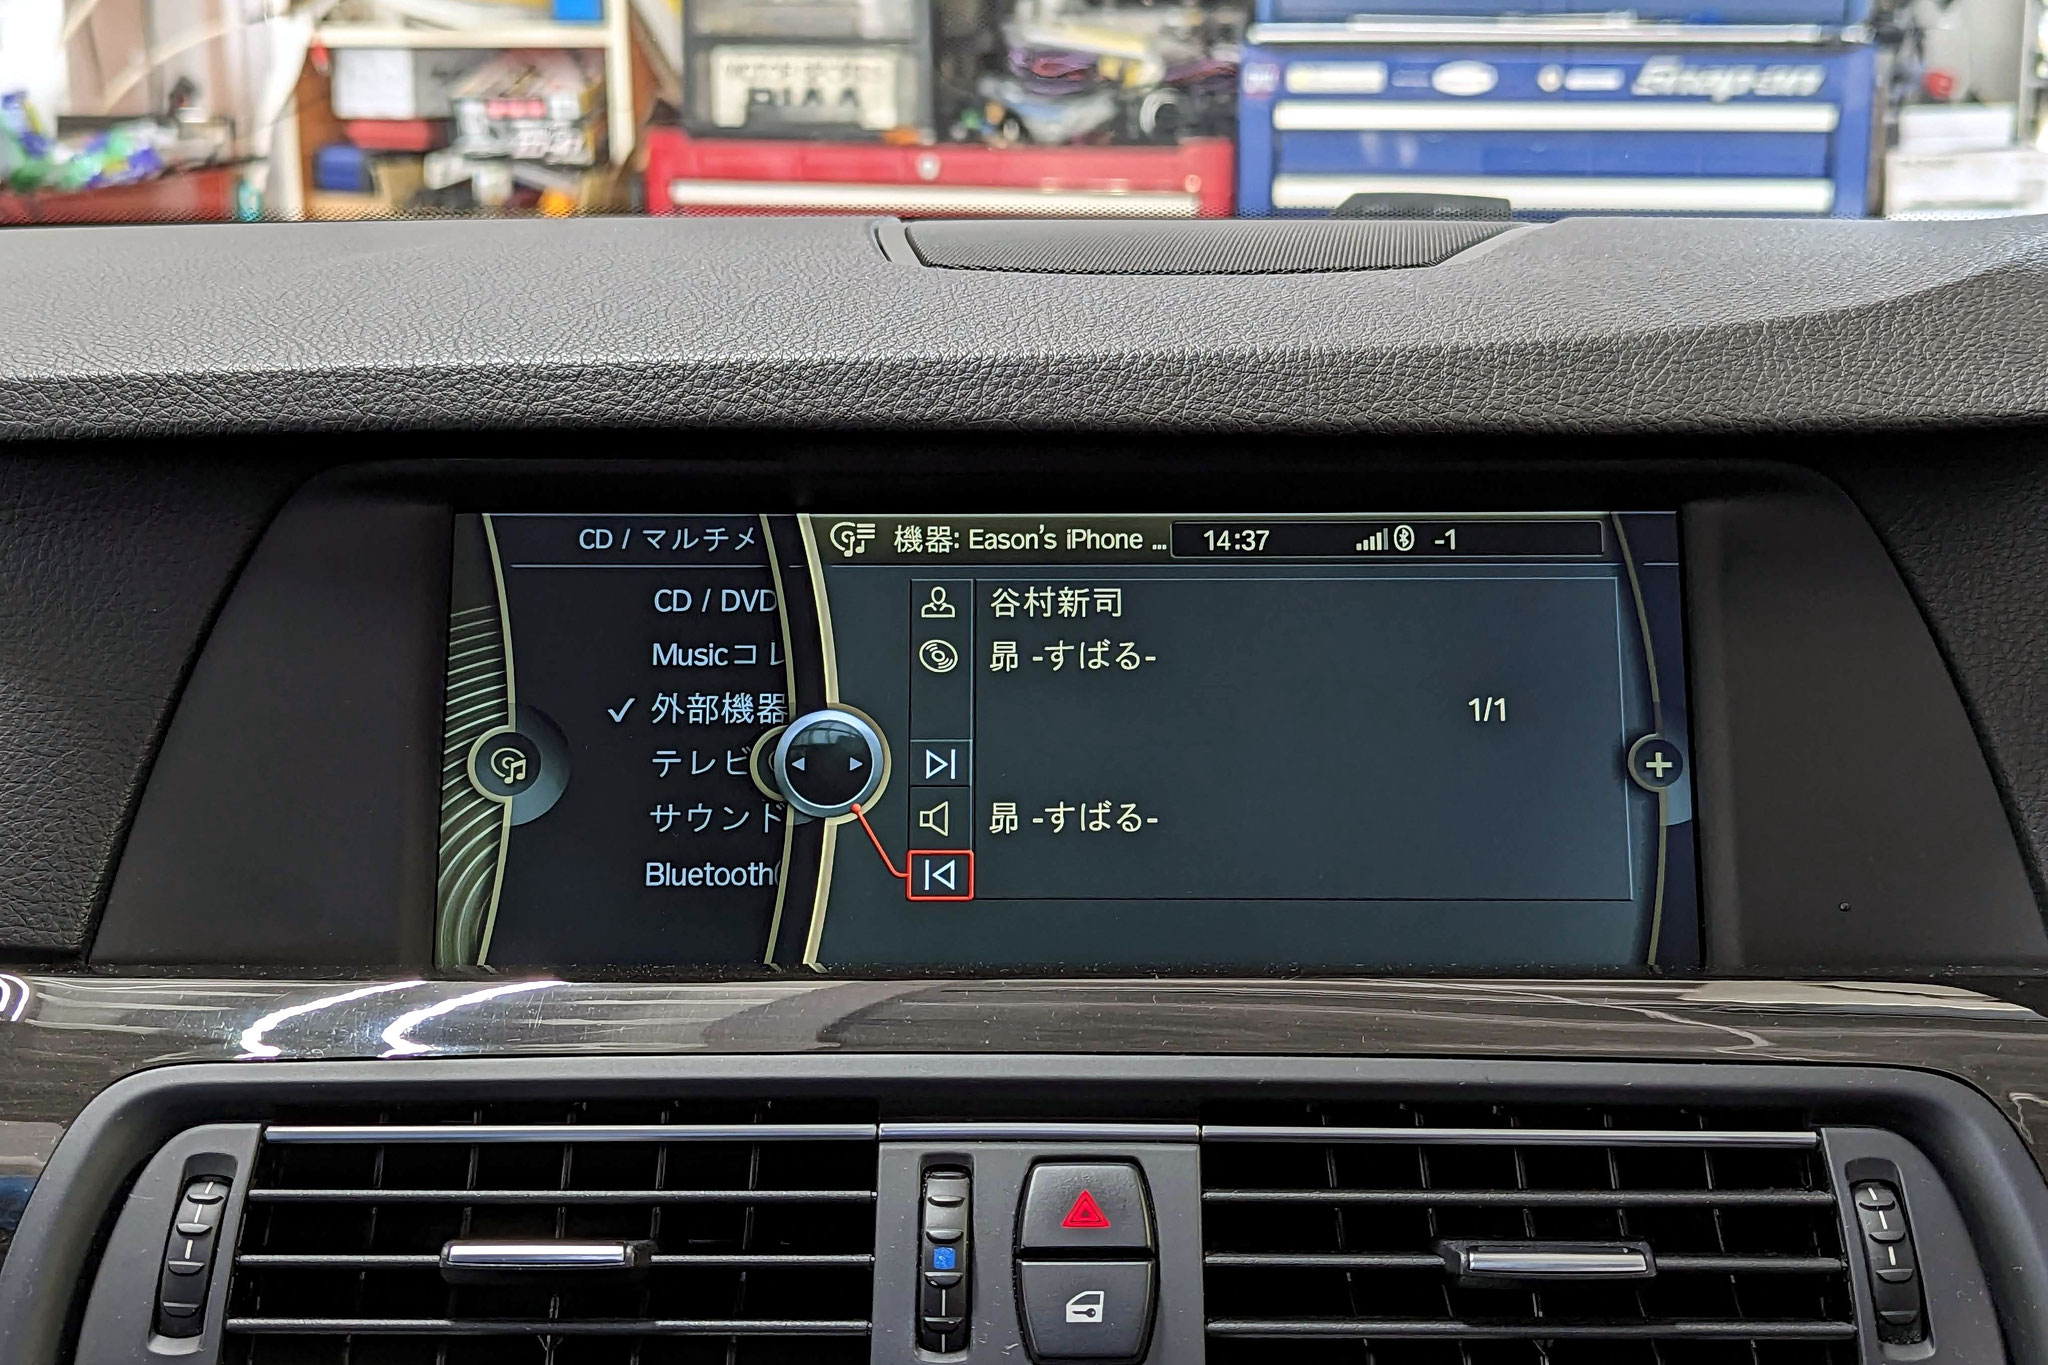 PIAA
Snap-on
CD / マルチメ
機器: Eason's iPhone ...
14:37
-1
CD / DVD
Musicコレ
✓ 外部機器
テレビ
サウンド
Bluetooth
谷村新司
昴 -すばる-
1/1
昴 -すばる-